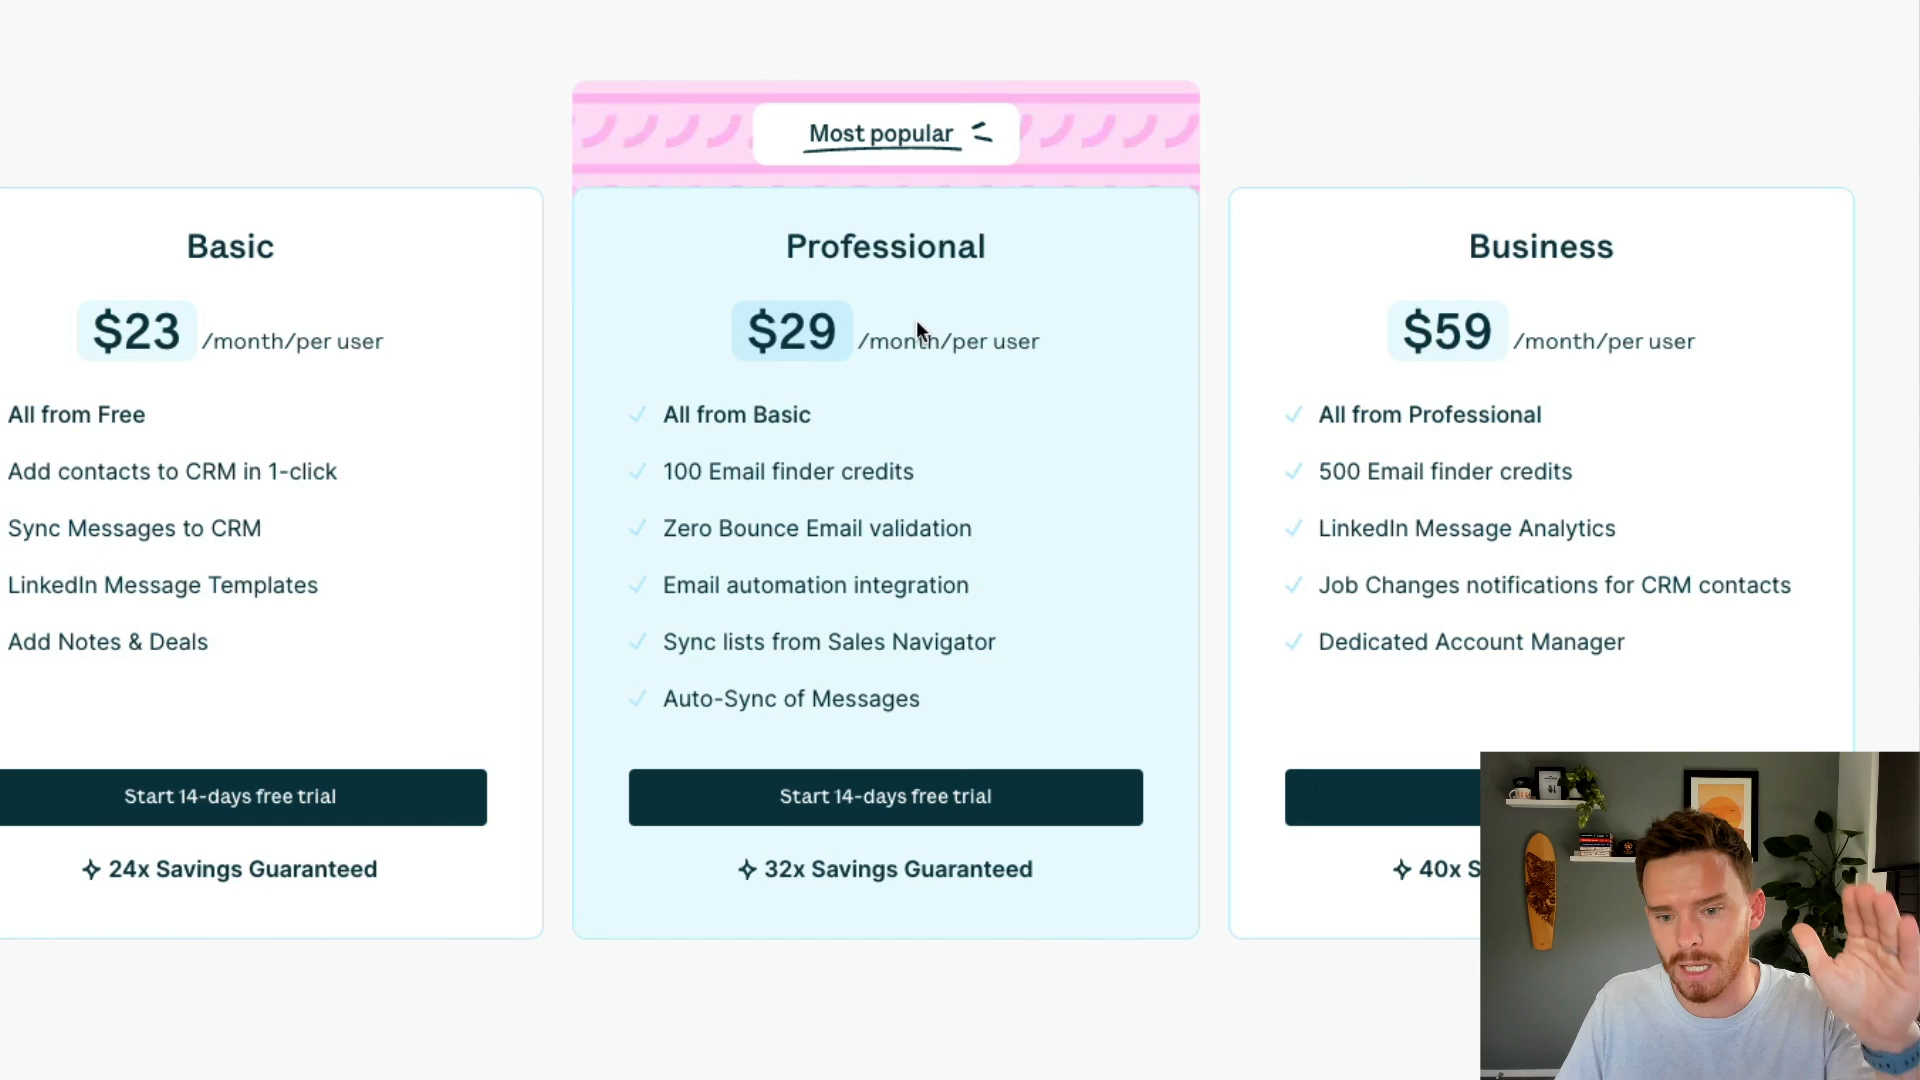 Most popular
Basic
$23 /month/per user
All from Free
Add contacts to CRM in 1-click
Sync Messages to CRM
LinkedIn Message Templates
Add Notes & Deals
Start 14-days free trial
24x Savings Guaranteed
Professional
$29 /month/per user
All from Basic
100 Email finder credits
Zero Bounce Email validation
Email automation integration
Sync lists from Sales Navigator
Auto-Sync of Messages
Start 14-days free trial
32x Savings Guaranteed
Business
$59 /month/per user
All from Professional
500 Email finder credits
LinkedIn Message Analytics
Job Changes notifications for CRM contacts
Dedicated Account Manager
40x S